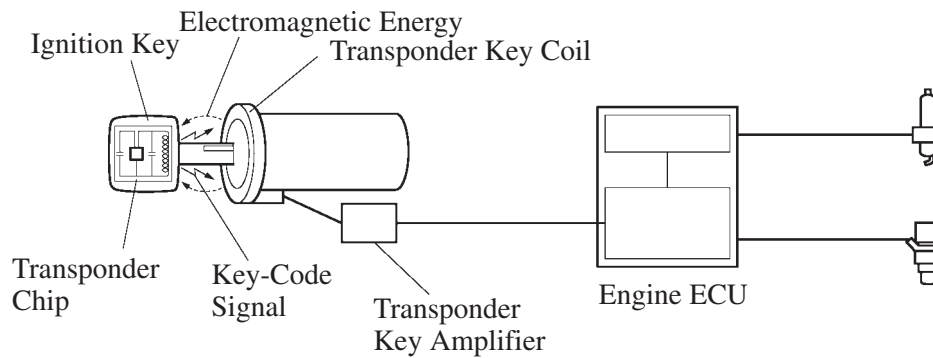 Electromagnetic Energy
Ignition Key
Transponder Key Coil
Transponder
Chip
Key-Code
Signal
Transponder
Key Amplifier
Engine ECU